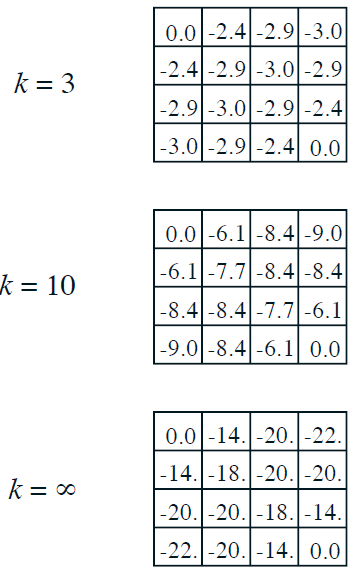 0.0 -2.4 -2.9 -3.0
-2.4 -2.9 -3.0 -2.9
k = 3
-2.9 -3.0 -2.9 -2.4
-3.0 -2.9 -2.4 0.0
0.0 -6.1 -8.4 -9.0
-6.1 -7.7 -8.4 -8.4
k = 10
-8.4 -8.4 -7.7 -6.1
-9.0 -8.4 -6.1 0.0
0.0 -14. -20. -22.
-14. -18. -20. -20.
k = ∞
-20. -20. -18. -14.
-22. -20. -14. 0.0